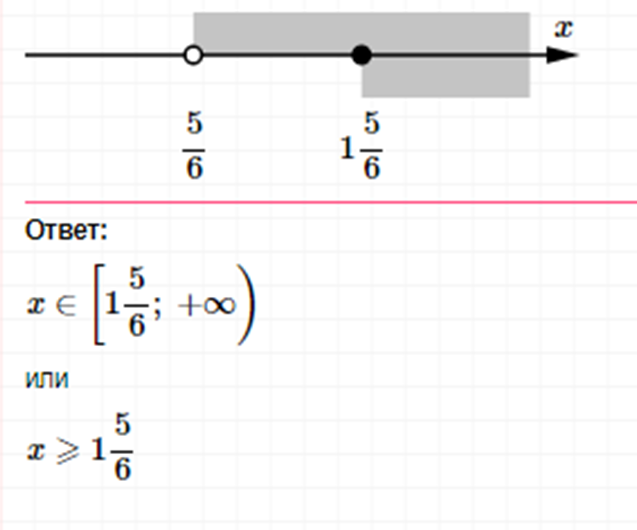 x
5/6 1 5/6
Ответ:
x ∈ [1 5/6; +∞)
или
x ⩾ 1 5/6